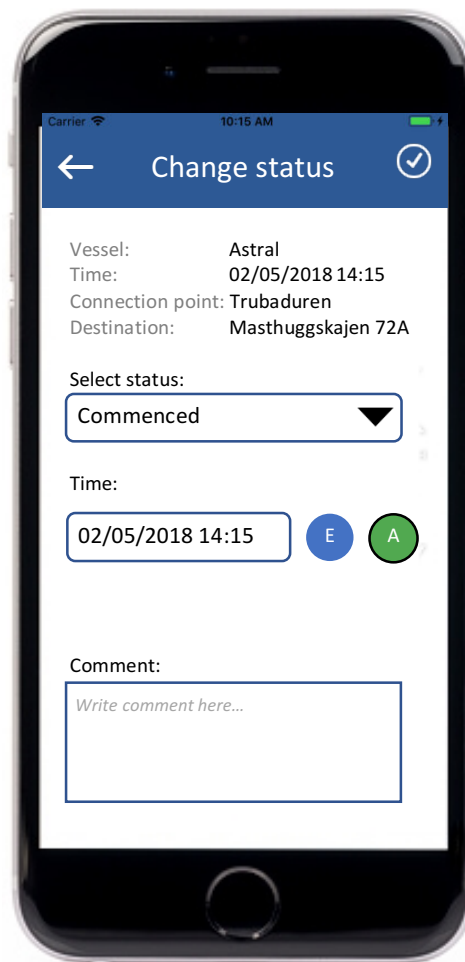 Carrier 10:15 AM
Change status
Vessel: Astral
Time: 02/05/2018 14:15
Connection point: Trubaduren
Destination: Masthuggskajen 72A
Select status:
Commenced
Time:
02/05/2018 14:15 E A
Comment:
Write comment here...